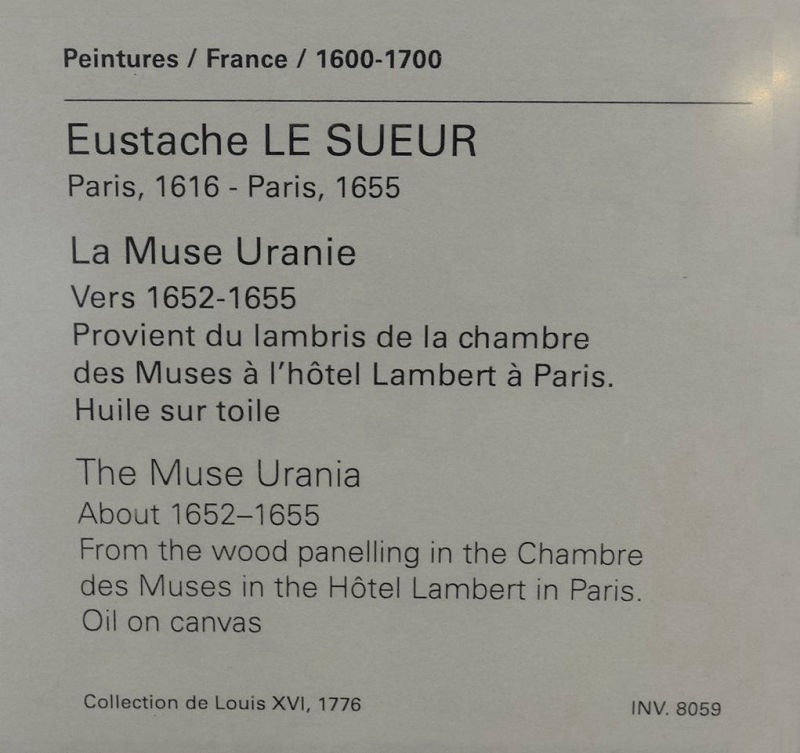 Peintures / France / 1600-1700
Eustache LE SUEUR
Paris, 1616 - Paris, 1655
La Muse Uranie
Vers 1652-1655
Provient du lambris de la chambre
des Muses à l'hôtel Lambert à Paris.
Huile sur toile
The Muse Urania
About 1652–1655
From the wood panelling in the Chambre
des Muses in the Hôtel Lambert in Paris.
Oil on canvas
Collection de Louis XVI, 1776
INV. 8059